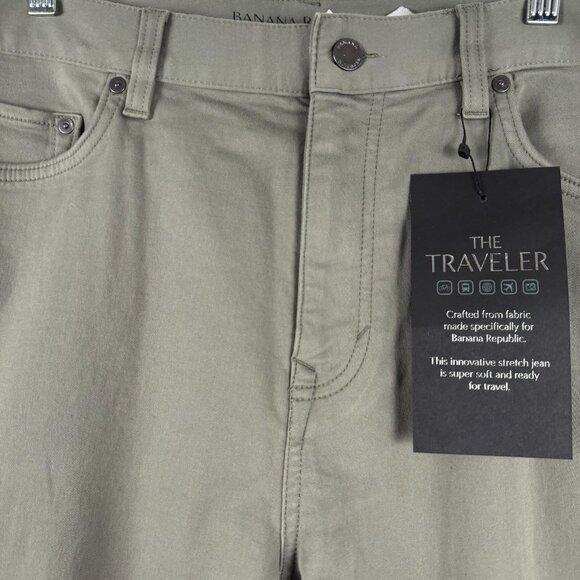 BANANA R
THE
TRAVELER
Crafted from fabric
made specifically for
Banana Republic.
This innovative stretch jean
is super soft and ready
for travel.